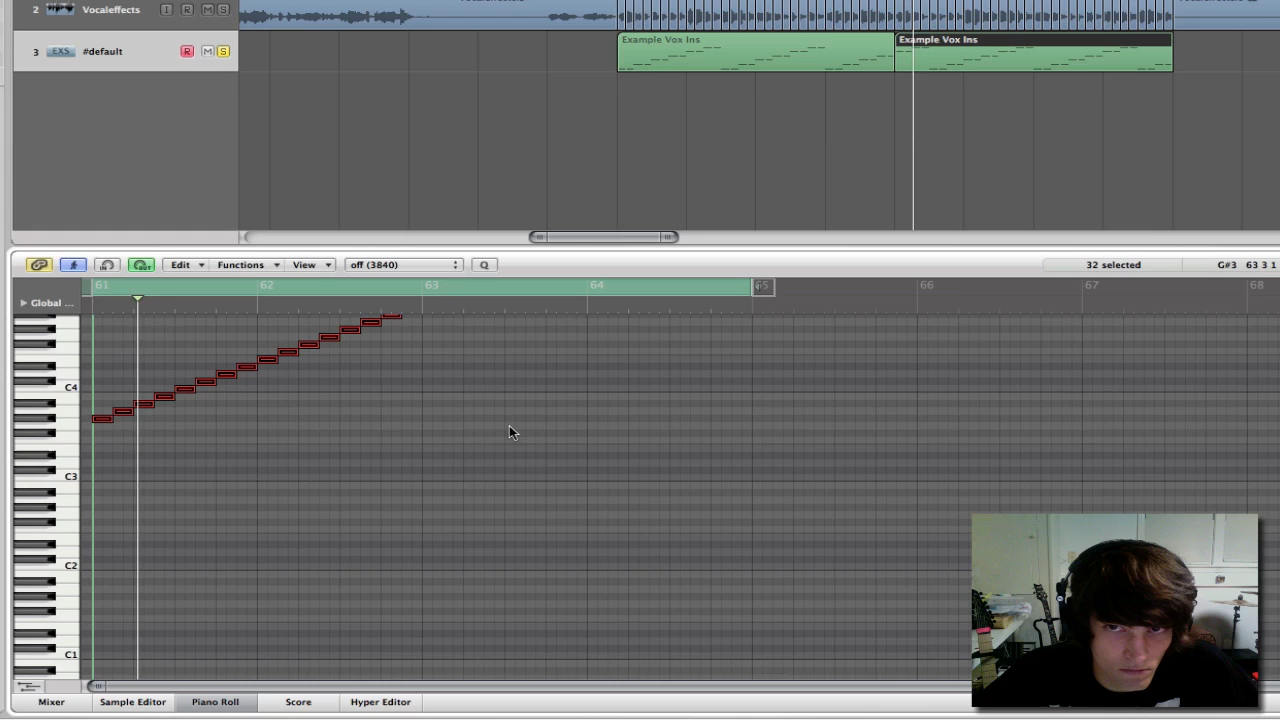 2 Vocaleffects I R M S
3 EXS #default R M S
Example Vox Ins
Example Vox Ins
Edit Functions View off (3840) Q 32 selected G#3 63 3 1
61 62 63 64 65 66 67 68
Global ...
C4
C3
C2
C1
Mixer Sample Editor Piano Roll Score Hyper Editor